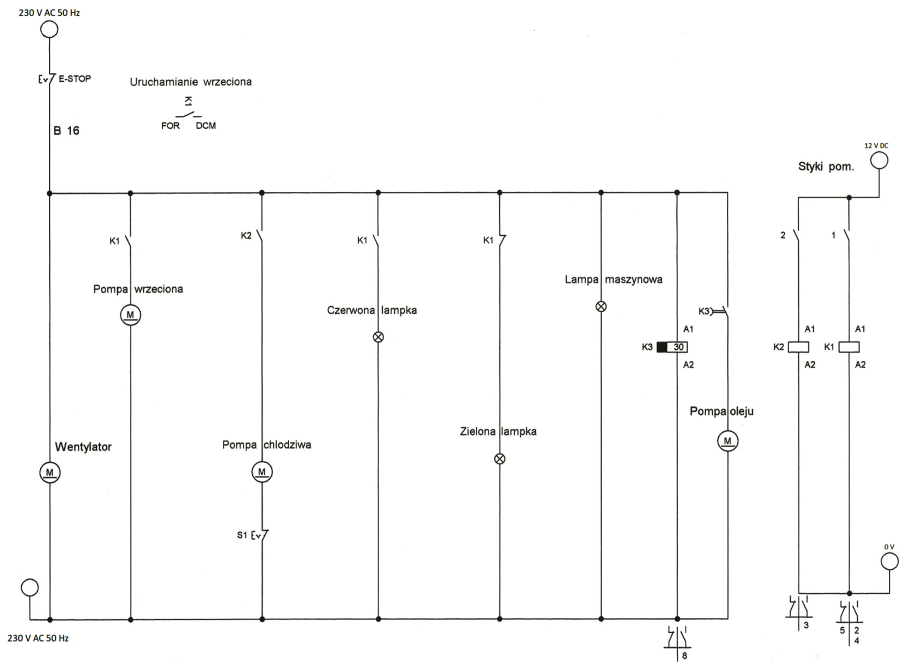 230 V AC 50 Hz
E-STOP
Uruchamianie wrzeciona
K1
FOR DCM
B 16
12 V DC
Styki pom.
K1
K2
K1
K1
2
1
Pompa wrzeciona
M
Czerwona lampka
Lampa maszynowa
K3
A1
K3
30
A2
A1
K2
A2
A1
K1
A2
Pompa oleju
M
Wentylator
M
Pompa chlodziwa
M
Zielona lampka
S1
0 V
230 V AC 50 Hz
8
3
5 2
4